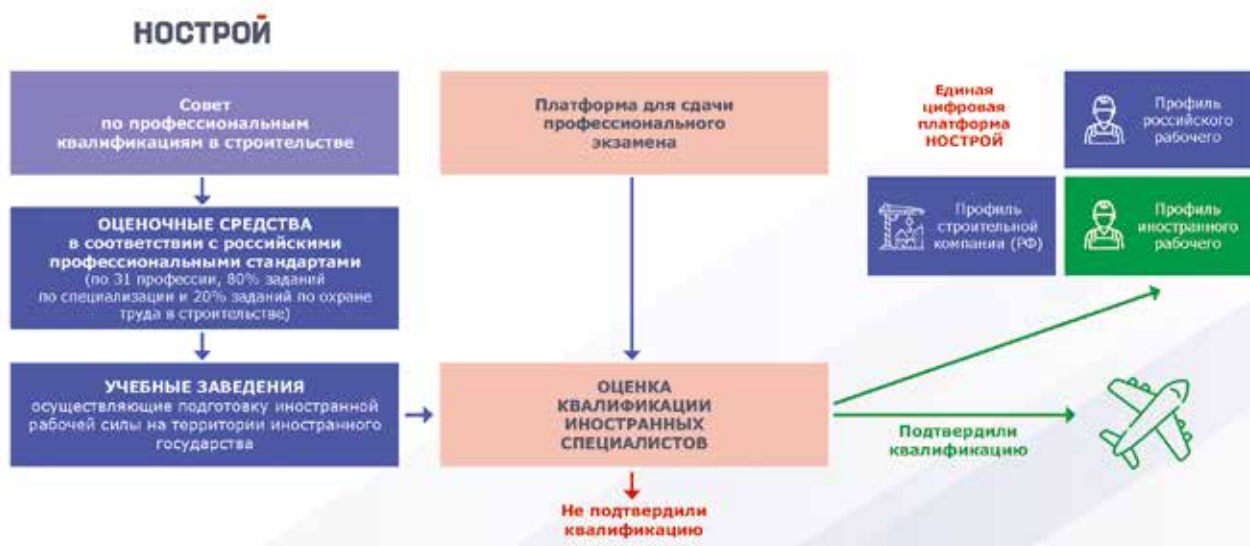 НОСТРОЙ
Совет
по профессиональным
квалификациям в строительстве
ОЦЕНОЧНЫЕ СРЕДСТВА
в соответствии с российскими
профессиональными стандартами
(по 31 профессии, 80% заданий
по специализации и 20% заданий по охране
труда в строительстве)
УЧЕБНЫЕ ЗАВЕДЕНИЯ
осуществляющие подготовку иностранной
рабочей силы на территории иностранного
государства
Платформа для сдачи
профессионального
экзамена
ОЦЕНКА
КВАЛИФИКАЦИИ
ИНОСТРАННЫХ
СПЕЦИАЛИСТОВ
Не подтвердили
квалификацию
Единая
цифровая
платформа
НОСТРОЙ
Профиль
российского
рабочего
Профиль
строительной
компании (РФ)
Профиль
иностранного
рабочего
Подтвердили
квалификацию